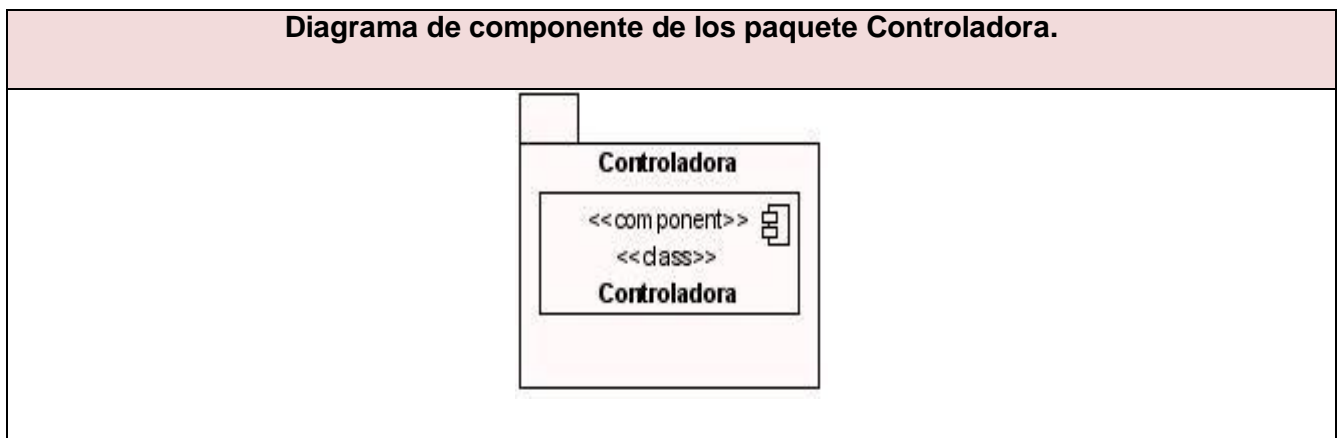 Diagrama de componente de los paquete Controladora.
Controladora
<<component>>
<<class>>
Controladora